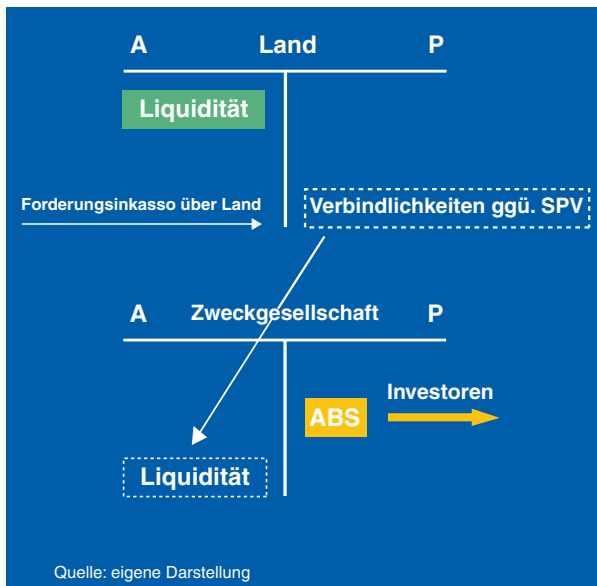 A Land P
Liquidität
Forderungsinkasso über Land
Verbindlichkeiten ggü. SPV
A Zweckgesellschaft P
Investoren
ABS
Liquidität
Quelle: eigene Darstellung